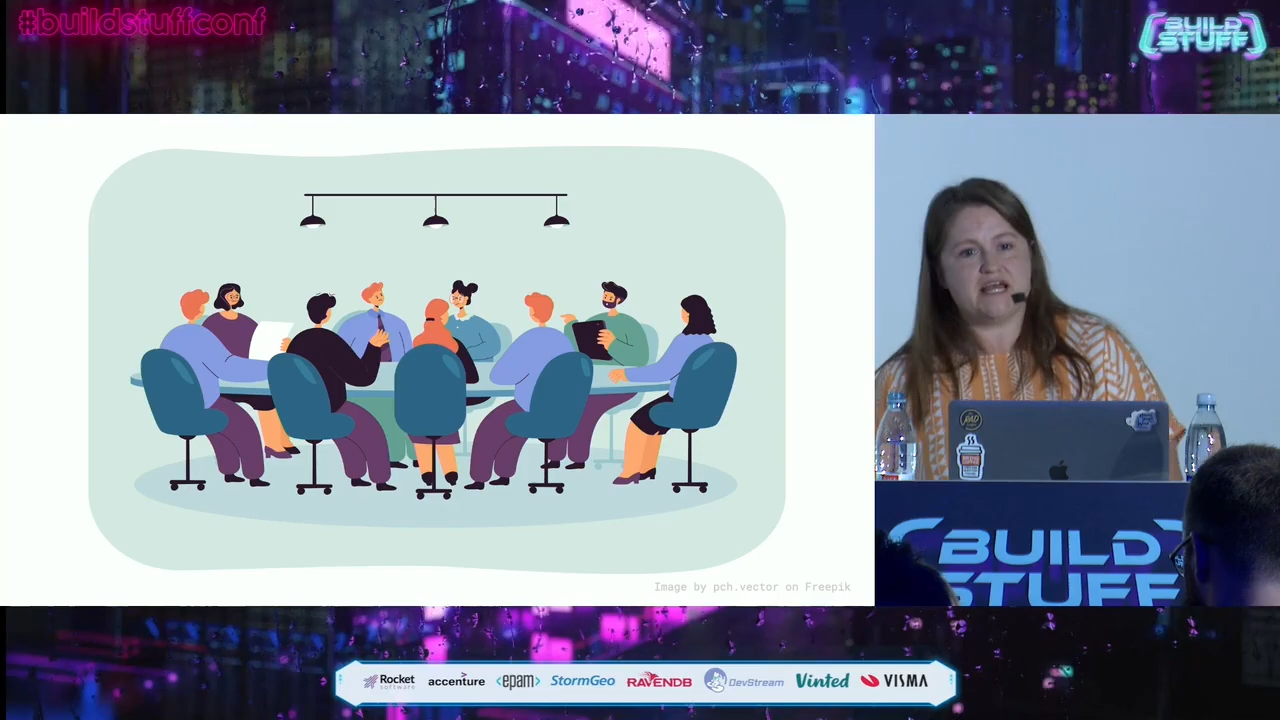 #buildstuffconf
BUILD
STUFF
Image by pch.vector on Freepik
BUILD
STUFF
Rocket
software
accenture
<epam>
StormGeo
RAVENDB
DevStream
Vinted
VISMA